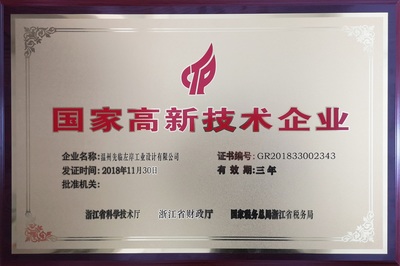 国家高新技术企业
企业名称:温州先临左岸工业设计有限公司
证书编号:GR201833002343
发证时间:2018年11月30日
有效期:三年
批准机关:
浙江省科学技术厅 浙江省财政厅 国家税务总局浙江省税务局